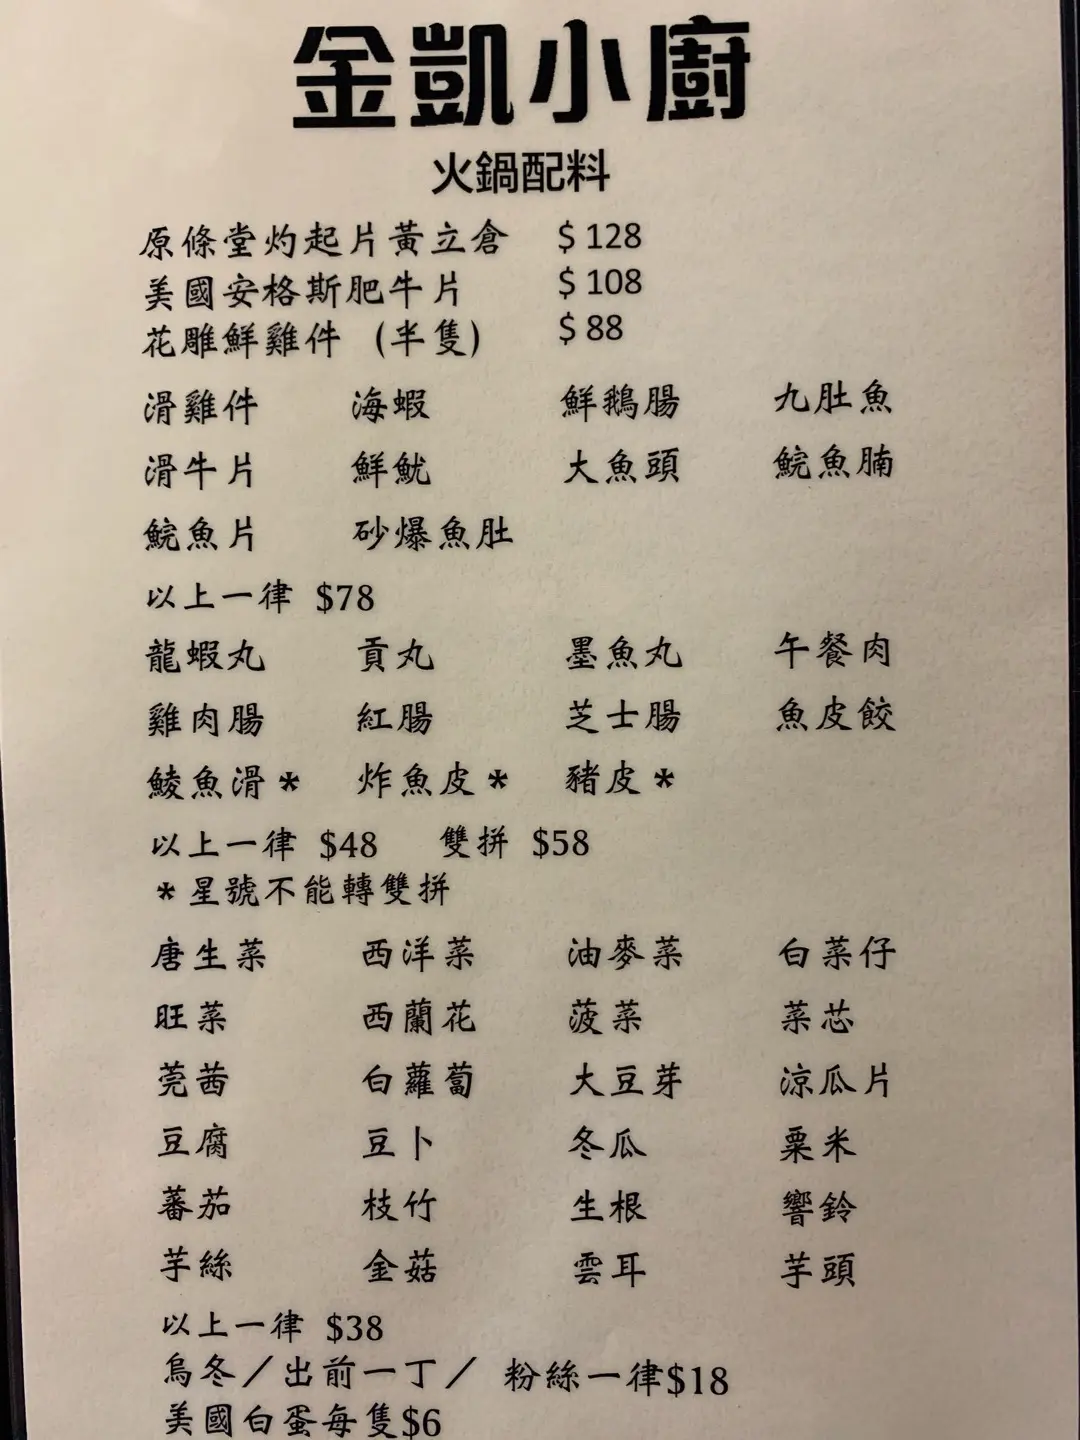 金凱小廚
火鍋配料
原條堂灼起片黃立倉 $128
美國安格斯肥牛片 $108
花雕鮮雞件 (半隻) $88
滑雞件 海蝦 鮮鵝腸 九肚魚
滑牛片 鮮魷 大魚頭 鯇魚腩
鯇魚片 砂爆魚肚
以上一律 $78
龍蝦丸 貢丸 墨魚丸 午餐肉
雞肉腸 紅腸 芝士腸 魚皮餃
鯪魚滑* 炸魚皮* 豬皮*
以上一律 $48 雙拼 $58
*星號不能轉雙拼
唐生菜 西洋菜 油麥菜 白菜仔
旺菜 西蘭花 菠菜 菜芯
莞茜 白蘿蔔 大豆芽 涼瓜片
豆腐 豆卜 冬瓜 粟米
蕃茄 枝竹 生根 響鈴
芋絲 金菇 雲耳 芋頭
以上一律 $38
烏冬/出前一丁/ 粉絲一律$18
美國白蛋每隻$6